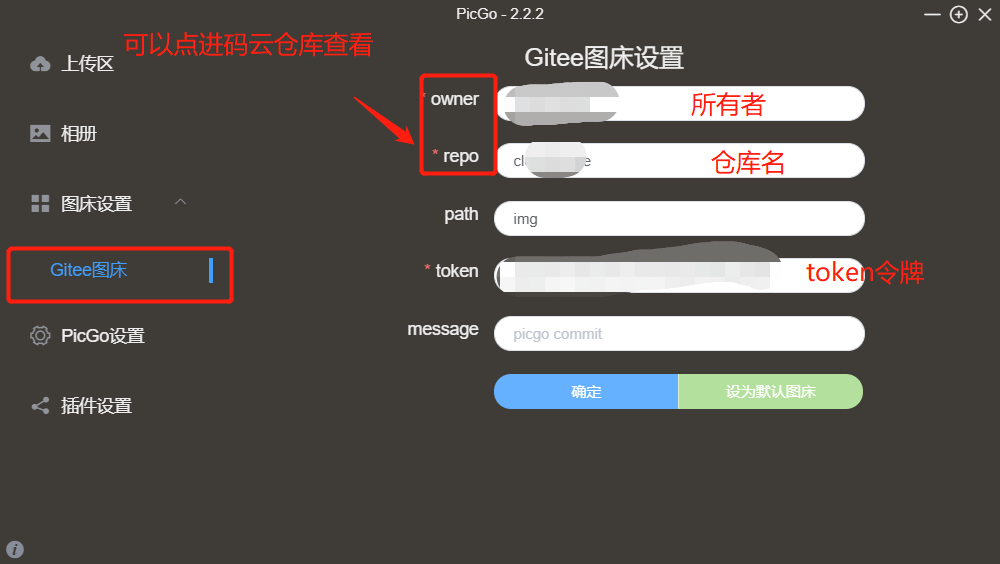 PicGo - 2.2.2
可以点进码云仓库查看
上传区
相册
图床设置
Gitee图床
PicGo设置
插件设置
Gitee图床设置
* owner
所有者
* repo
仓库名
path
img
* token
token令牌
message
picgo commit
确定
设为默认图床